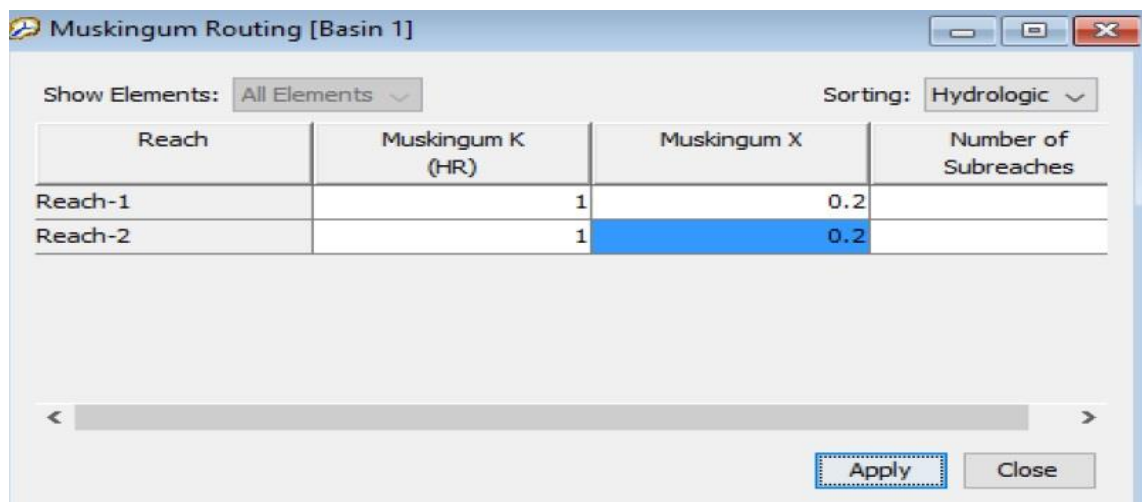 Muskingum Routing [Basin 1]
Show Elements: All Elements Sorting: Hydrologic
Reach Muskingum K (HR) Muskingum X Number of Subreaches
Reach-1 1 0.2
Reach-2 1 0.2
Apply Close